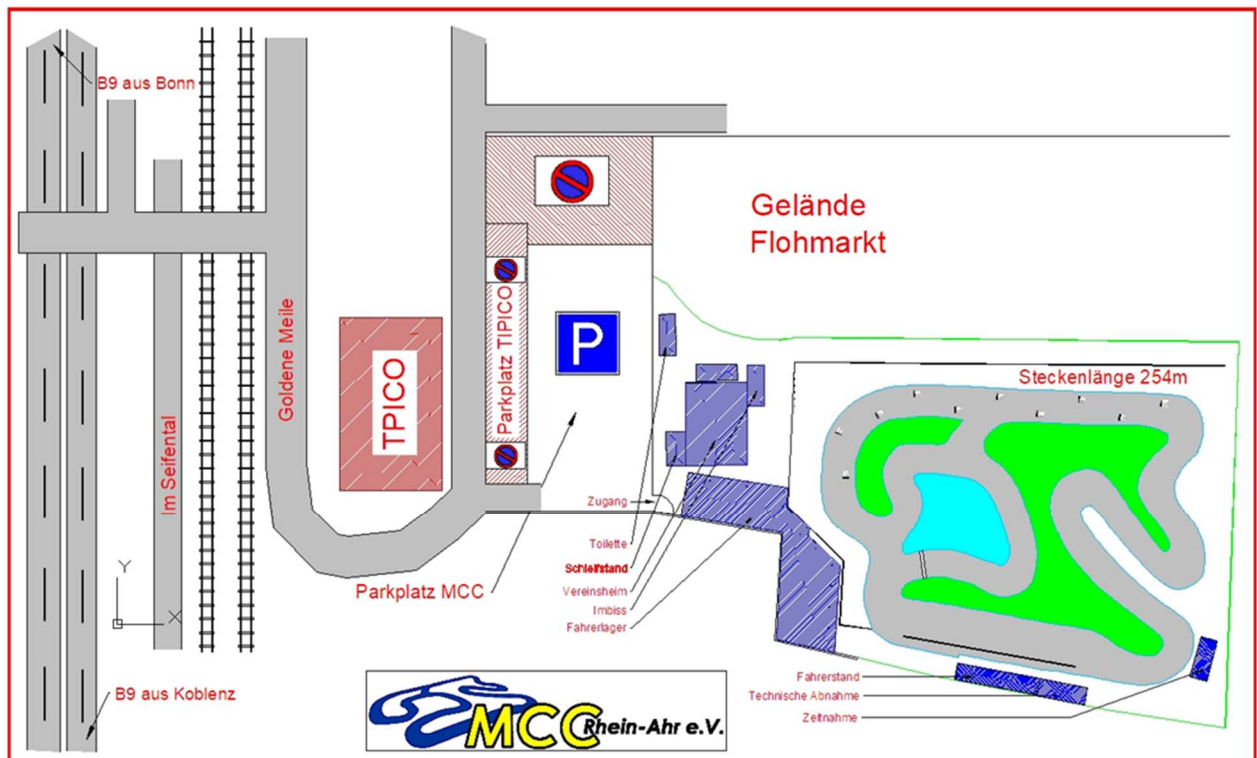 B9 aus Bonn
Gelände
Flohmarkt
Goldene Meile
Parkplatz TIPICO
P
TPICO
Steckenlänge 254m
Im Seifental
Zugang
Toilette
Schleifstand
Vereinsheim
Imbiss
Fahrerlager
Parkplatz MCC
Y
X
B9 aus Koblenz
Fahrerstand
Technische Abnahme
Zeitnahme
MCC Rhein-Ahr e.V.